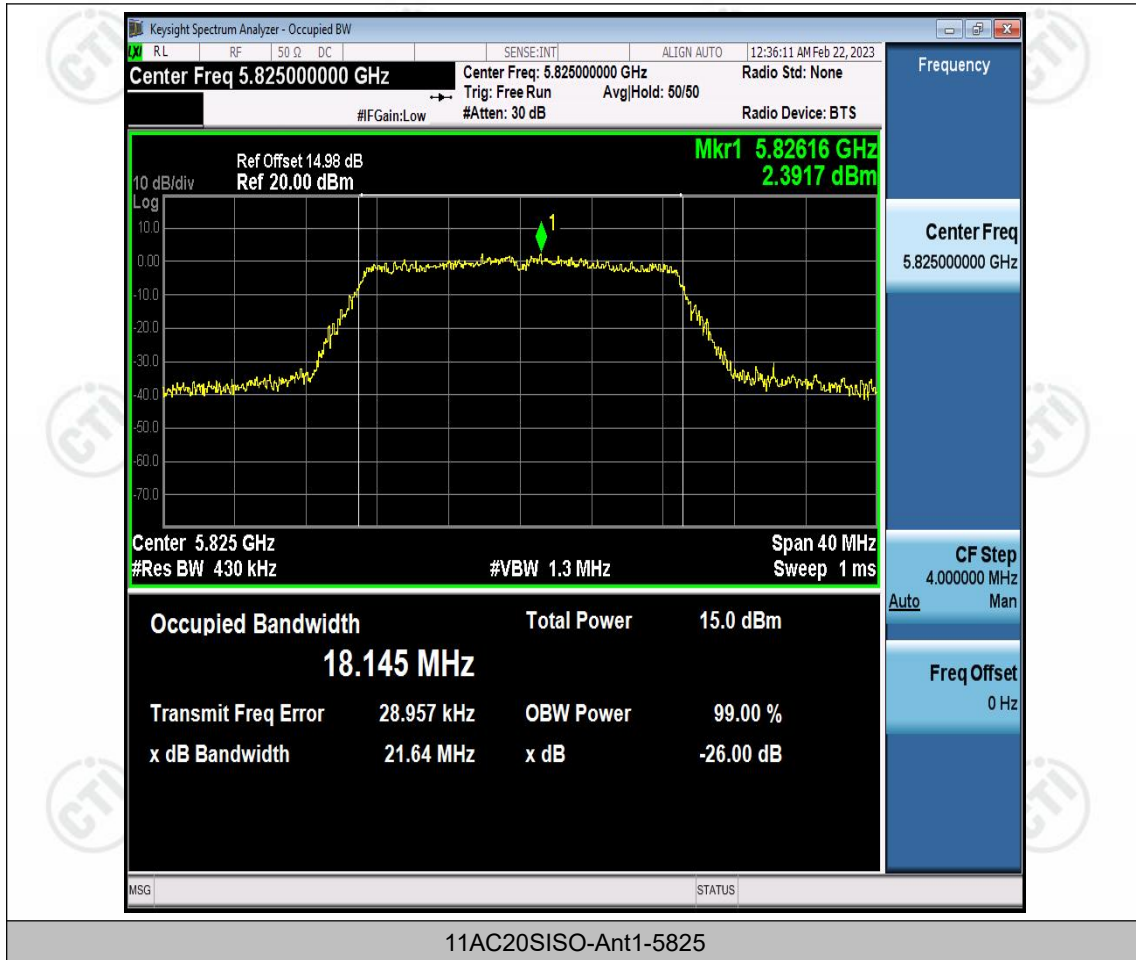 Keysight Spectrum Analyzer - Occupied BW
LXI RL RF 50 Ω DC SENSE:INT ALIGN AUTO 12:36:11 AM Feb 22, 2023
Center Freq 5.825000000 GHz
Center Freq: 5.825000000 GHz Radio Std: None
Trig: Free Run Avg|Hold: 50/50
#IFGain:Low #Atten: 30 dB Radio Device: BTS
Frequency
Mkr1 5.82616 GHz
2.3917 dBm
Ref Offset 14.98 dB
10 dB/div Ref 20.00 dBm
Log
10.0
0.00
-10.0
-20.0
-30.0
-40.0
-50.0
-60.0
-70.0
1
Center 5.825 GHz Span 40 MHz
#Res BW 430 kHz #VBW 1.3 MHz Sweep 1 ms
Center Freq
5.825000000 GHz
CF Step
4.000000 MHz
Auto Man
Freq Offset
0 Hz
Occupied Bandwidth Total Power 15.0 dBm
18.145 MHz
Transmit Freq Error 28.957 kHz OBW Power 99.00 %
x dB Bandwidth 21.64 MHz x dB -26.00 dB
MSG STATUS
11AC20SISO-Ant1-5825
CTI
CTI
CTI
CTI
CTI
CTI